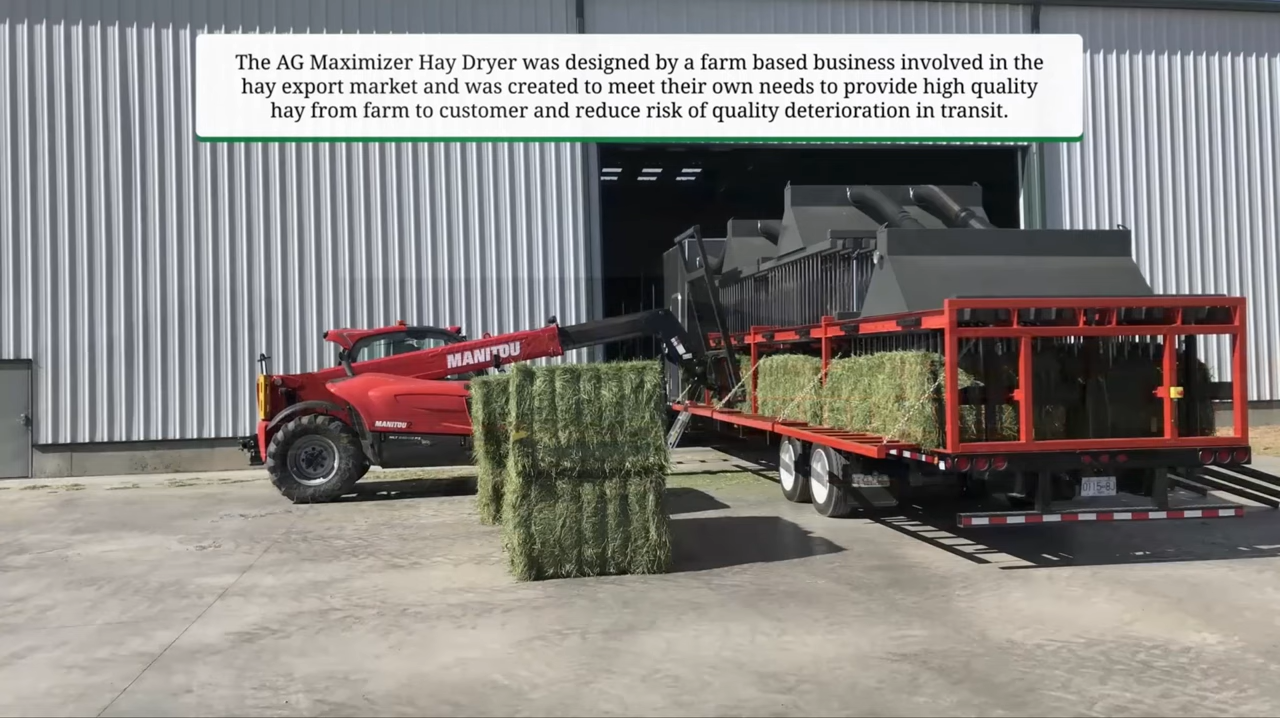 The AG Maximizer Hay Dryer was designed by a farm based business involved in the
hay export market and was created to meet their own needs to provide high quality
hay from farm to customer and reduce risk of quality deterioration in transit.
MANITOU
MANITOU